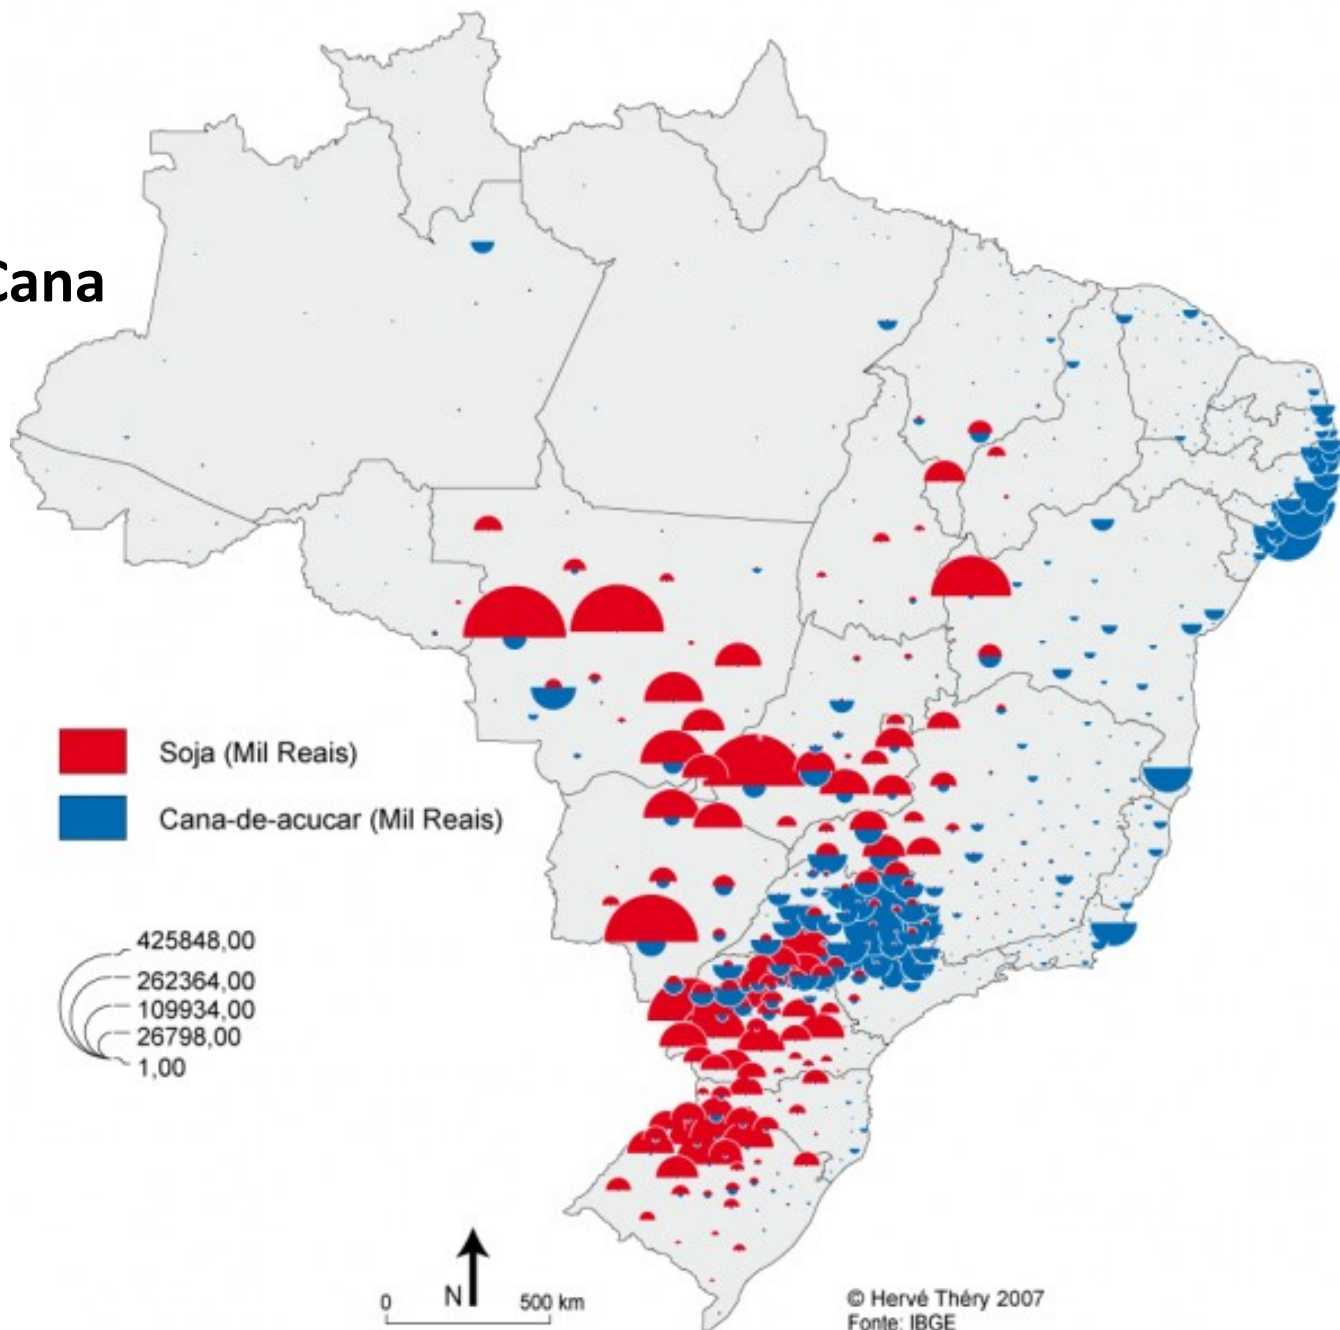 Cana
Soja (Mil Reais)
Cana-de-acucar (Mil Reais)
425848,00
262364,00
109934,00
26798,00
1,00
N
0 500 km
© Hervé Théry 2007
Fonte: IBGE